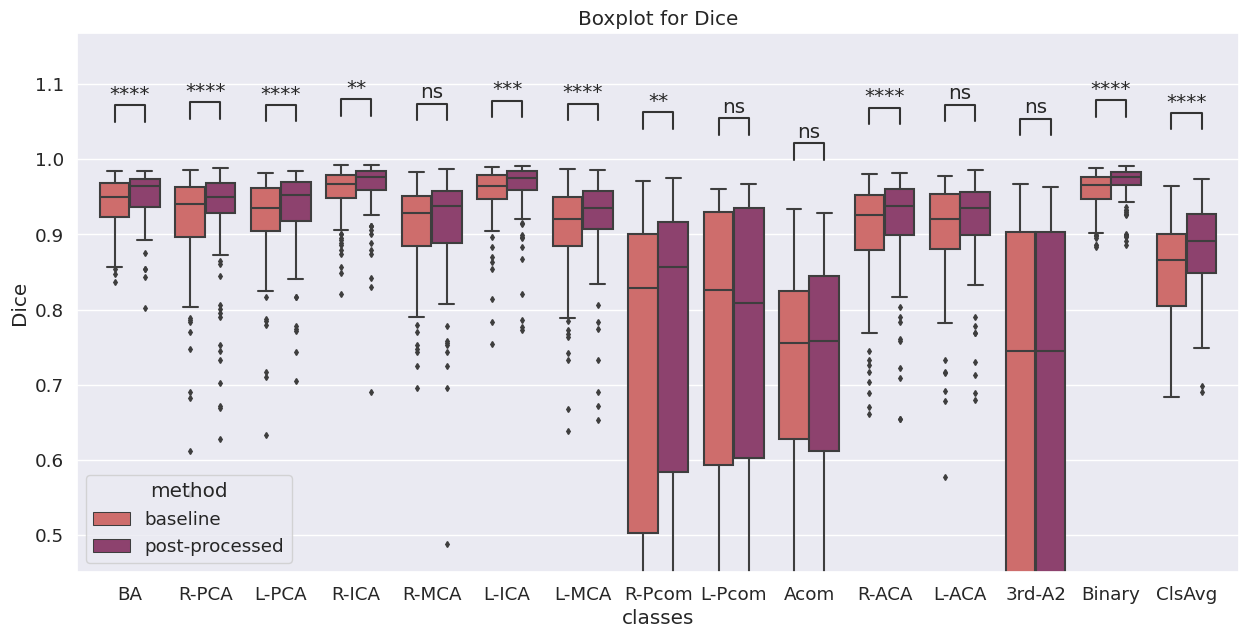 Boxplot for Dice
**** **** **** ** ns *** **** ** ns ns **** ns ns **** ****
Dice
1.1
1.0
0.9
0.8
0.7
0.6
0.5
method
baseline
post-processed
BA R-PCA L-PCA R-ICA R-MCA L-ICA L-MCA R-Pcom L-Pcom Acom R-ACA L-ACA 3rd-A2 Binary ClsAvg
classes